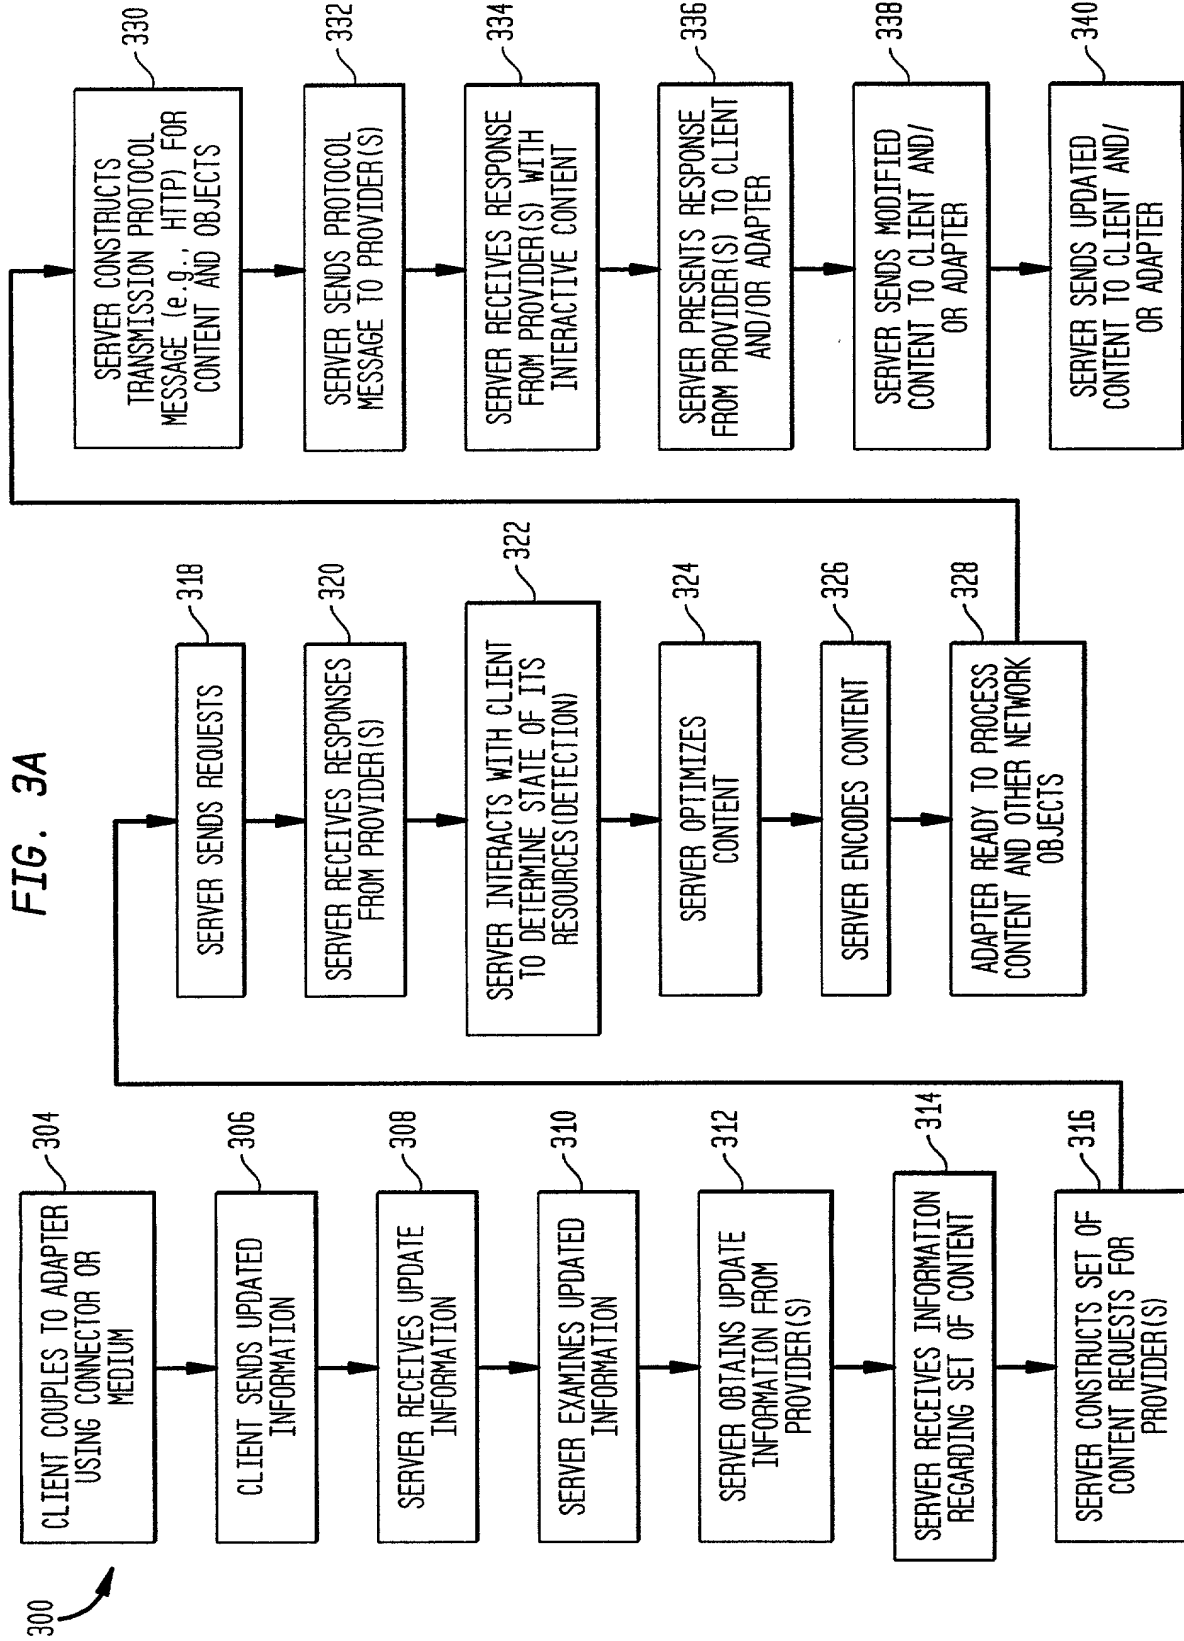 FIG. 3A
300
CLIENT COUPLES TO ADAPTER
USING CONNECTOR OR
MEDIUM
304
CLIENT SENDS UPDATED
INFORMATION
306
SERVER RECEIVES UPDATE
INFORMATION
308
SERVER EXAMINES UPDATED
INFORMATION
310
SERVER OBTAINS UPDATE
INFORMATION FROM
PROVIDER(S)
312
SERVER RECEIVES INFORMATION
REGARDING SET OF CONTENT
314
SERVER CONSTRUCTS SET OF
CONTENT REQUESTS FOR
PROVIDER(S)
316
SERVER SENDS REQUESTS
318
SERVER RECEIVES RESPONSES
FROM PROVIDER(S)
320
SERVER INTERACTS WITH CLIENT
TO DETERMINE STATE OF ITS
RESOURCES(DETECTION)
322
SERVER OPTIMIZES
CONTENT
324
SERVER ENCODES CONTENT
326
ADAPTER READY TO PROCESS
CONTENT AND OTHER NETWORK
OBJECTS
328
SERVER CONSTRUCTS
TRANSMISSION PROTOCOL
MESSAGE (e.g., HTTP) FOR
CONTENT AND OBJECTS
330
SERVER SENDS PROTOCOL
MESSAGE TO PROVIDER(S)
332
SERVER RECEIVES RESPONSE
FROM PROVIDER(S) WITH
INTERACTIVE CONTENT
334
SERVER PRESENTS RESPONSE
FROM PROVIDER(S) TO CLIENT
AND/OR ADAPTER
336
SERVER SENDS MODIFIED
CONTENT TO CLIENT AND/
OR ADAPTER
338
SERVER SENDS UPDATED
CONTENT TO CLIENT AND/
OR ADAPTER
340